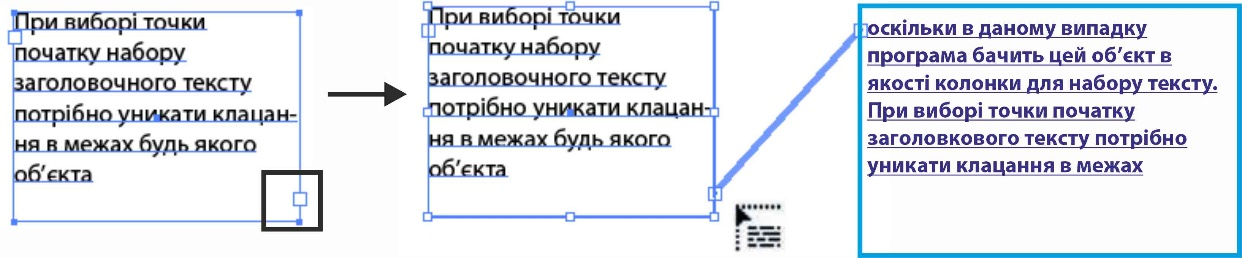 При виборі точки
початку набору
заголовочного тексту
потрібно уникати клацан-
ня в межах будь якого
об’єкта
При виборі точки
початку набору
заголовочного тексту
потрібно уникати клацан-
ня в межах будь якого
об’єкта
оскільки в даному випадку
програма бачить цей об’єкт в
якості колонки для набору тексту.
При виборі точки початку
заголовкового тексту потрібно
уникати клацання в межах